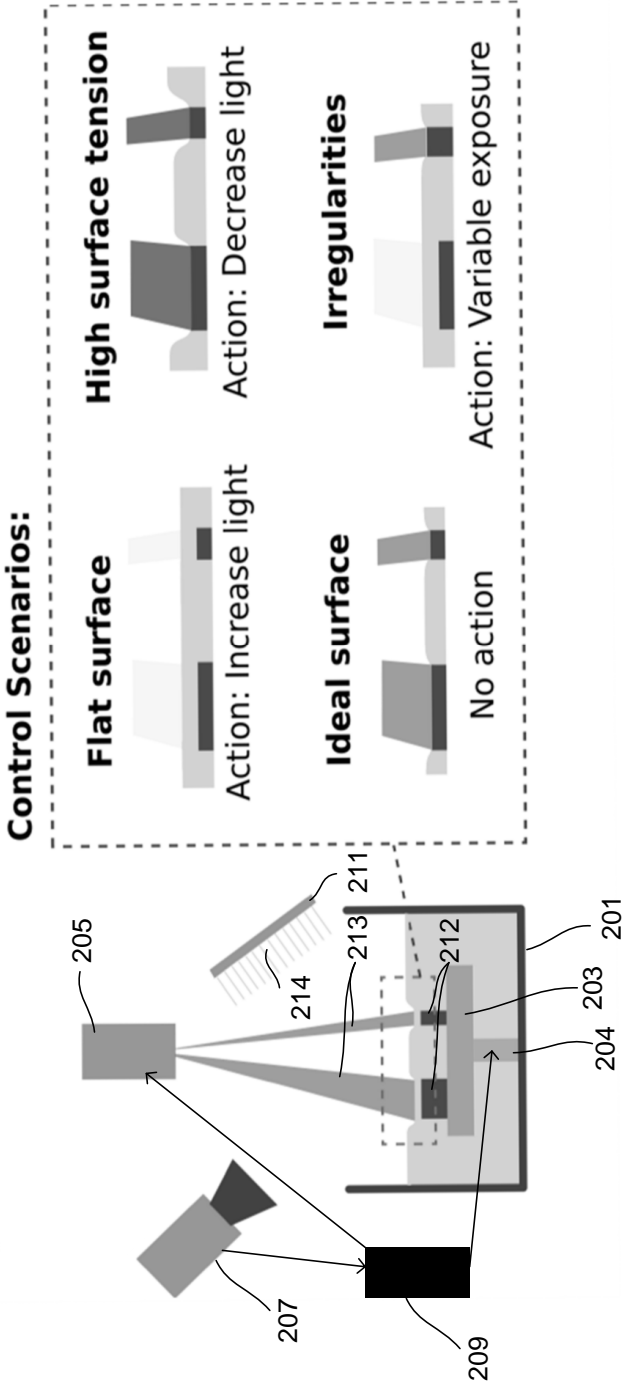 Control Scenarios:
Flat surface
Action: Increase light
High surface tension
Action: Decrease light
Ideal surface
No action
Irregularities
Action: Variable exposure
205
211
214
213
212
201
203
204
207
209